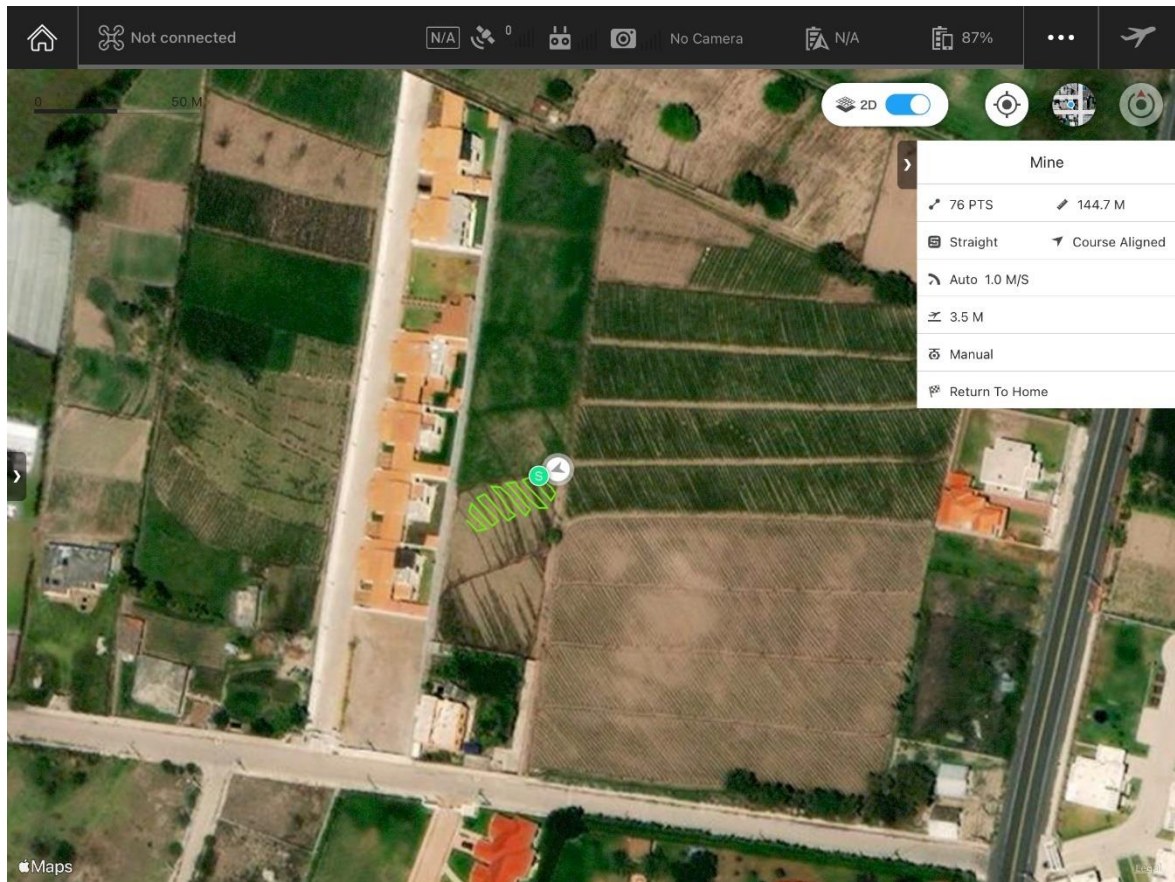 Not connected
N/A
0
No Camera
N/A
87%
0 50 M
2D
Mine
76 PTS 144.7 M
Straight Course Aligned
Auto 1.0 M/S
3.5 M
Manual
Return To Home
S
Maps
Legal